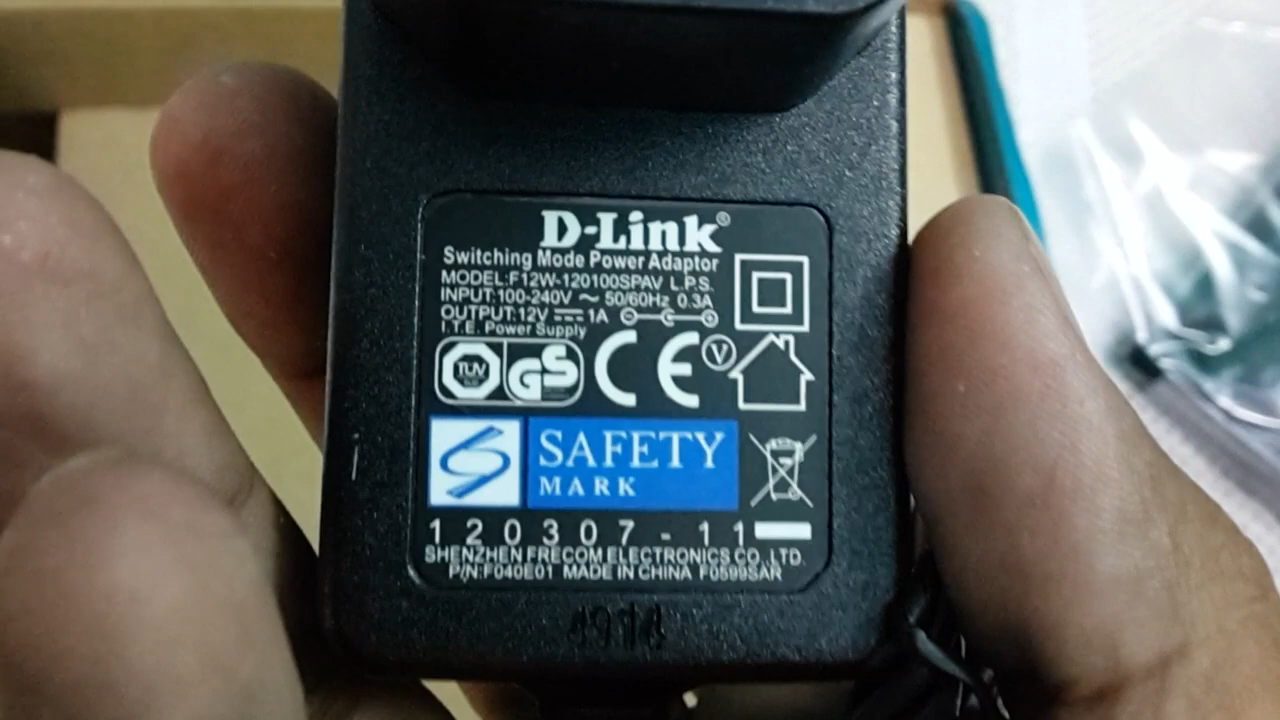 D-Link®
Switching Mode Power Adaptor
MODEL:F12W-120100SPAV L.P.S.
INPUT:100-240V ~ 50/60Hz 0.3A
OUTPUT:12V ⎓ 1A
I.T.E. Power Supply
TÜV GS CE V
SAFETY
MARK
120307-11
SHENZHEN FRECOM ELECTRONICS CO.,LTD.
P/N:F040E01 MADE IN CHINA F0599SAR